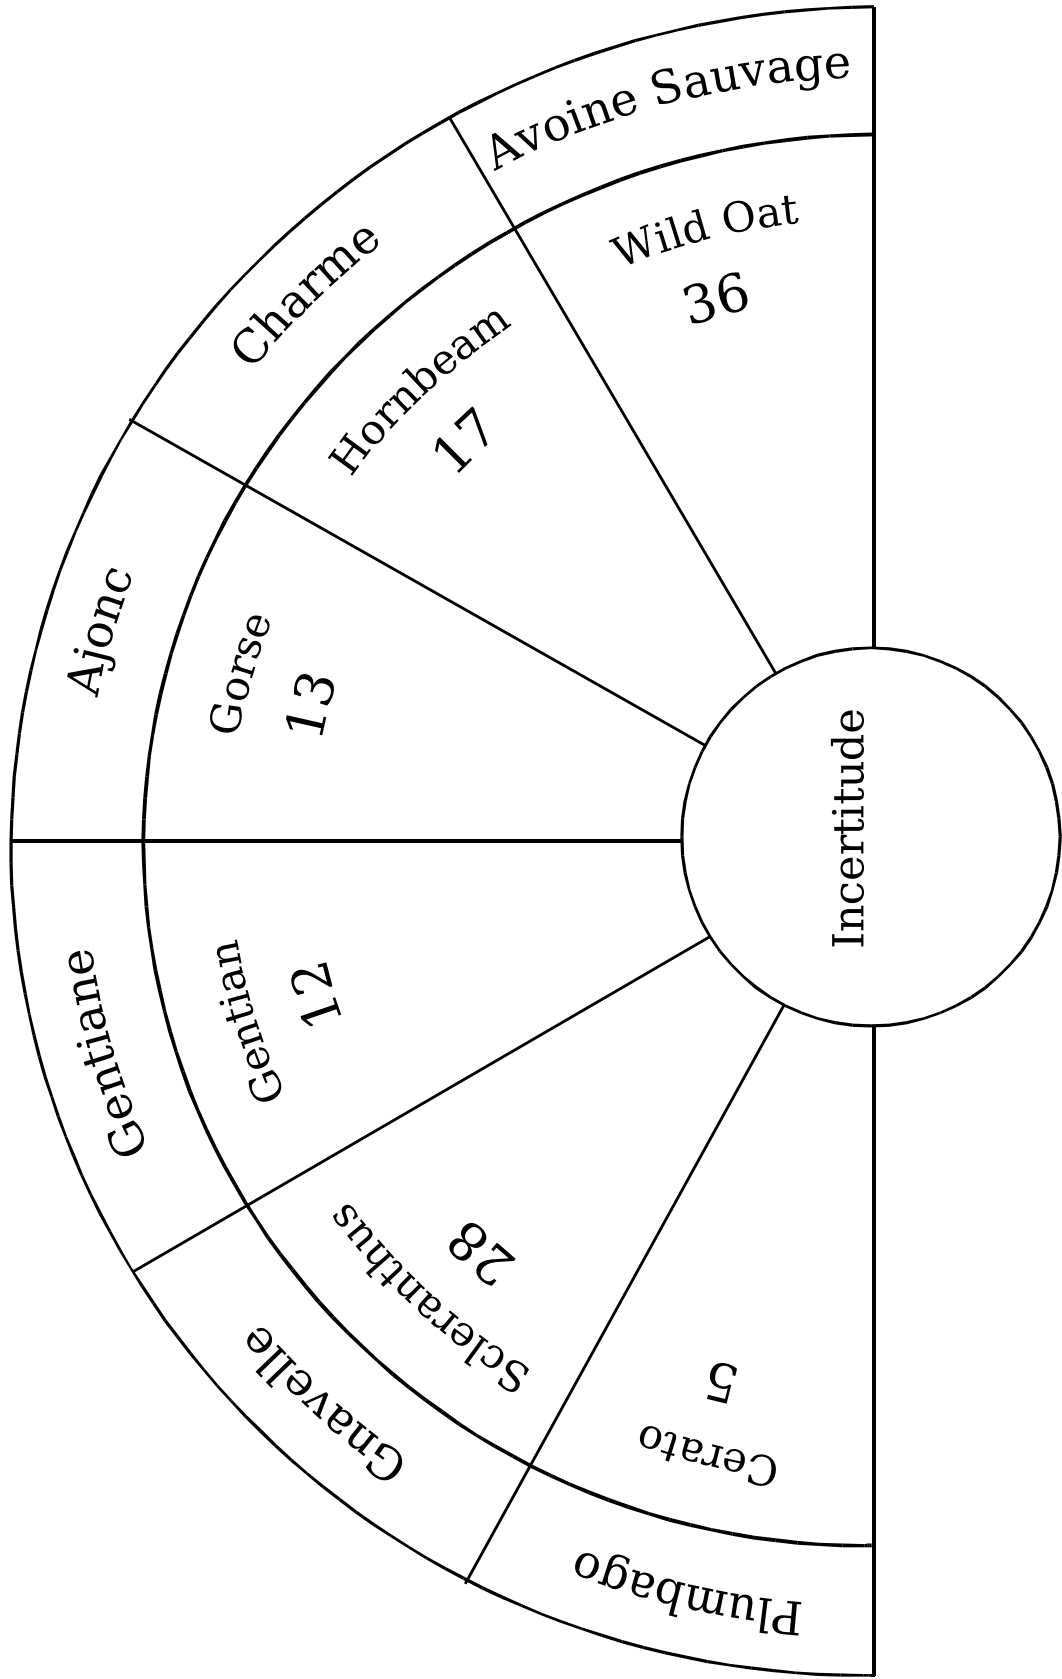 Incertitude
Plumbago
Cerato
5
Gnavelle
Scleranthus
28
Gentiane
Gentian
12
Ajonc
Gorse
13
Charme
Hornbeam
17
Avoine Sauvage
Wild Oat
36